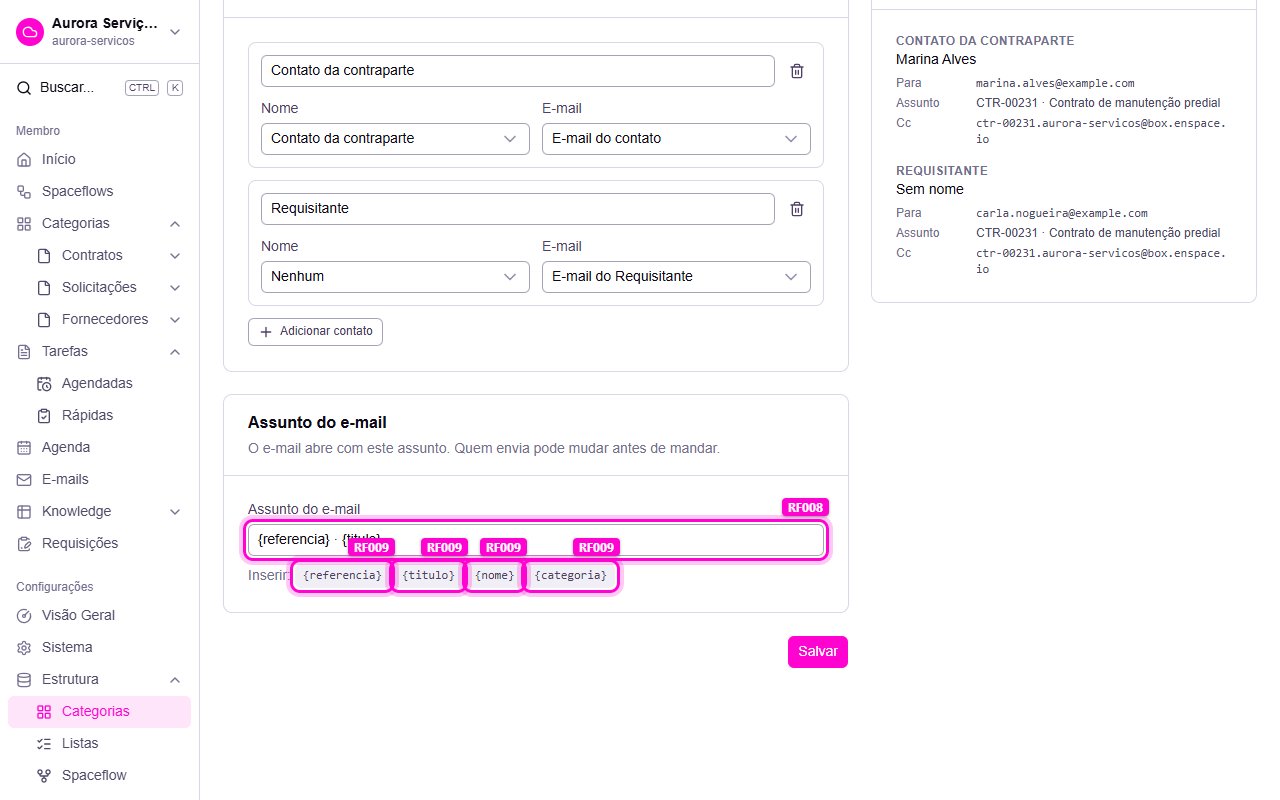 Aurora Serviç...
aurora-servicos
Buscar... CTRL K
Membro
Início
Spaceflows
Categorias
Contratos
Solicitações
Fornecedores
Tarefas
Agendadas
Rápidas
Agenda
E-mails
Knowledge
Requisições
Configurações
Visão Geral
Sistema
Estrutura
Categorias
Listas
Spaceflow
Contato da contraparte
Nome E-mail
Contato da contraparte E-mail do contato
Requisitante
Nome E-mail
Nenhum E-mail do Requisitante
Adicionar contato
Assunto do e-mail
O e-mail abre com este assunto. Quem envia pode mudar antes de mandar.
Assunto do e-mail
RF008
{referencia} · {titulo}
RF009 RF009 RF009 RF009
Inserir: {referencia} {titulo} {nome} {categoria}
Salvar
CONTATO DA CONTRAPARTE
Marina Alves
Para marina.alves@example.com
Assunto CTR-00231 · Contrato de manutenção predial
Cc ctr-00231.aurora-servicos@box.enspace.
io
REQUISITANTE
Sem nome
Para carla.nogueira@example.com
Assunto CTR-00231 · Contrato de manutenção predial
Cc ctr-00231.aurora-servicos@box.enspace.
io